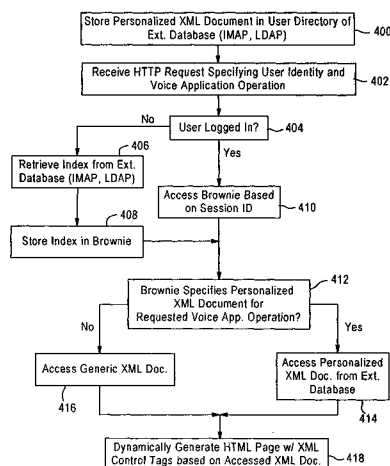 Store Personalized XML Document in User Directory of
Ext. Database (IMAP, LDAP)
400
Receive HTTP Request Specifying User Identity and
Voice Application Operation
402
User Logged In?
404
No
Yes
Retrieve Index from Ext.
Database (IMAP, LDAP)
406
Access Brownie Based
on Session ID
410
Store Index in Brownie
408
Brownie Specifies Personalized
XML Document for
Requested Voice App. Operation?
412
No
Yes
Access Generic XML Doc.
416
Access Personalized
XML Doc. from Ext.
Database
414
Dynamically Generate HTML Page w/ XML
Control Tags based on Accessed XML Doc.
418